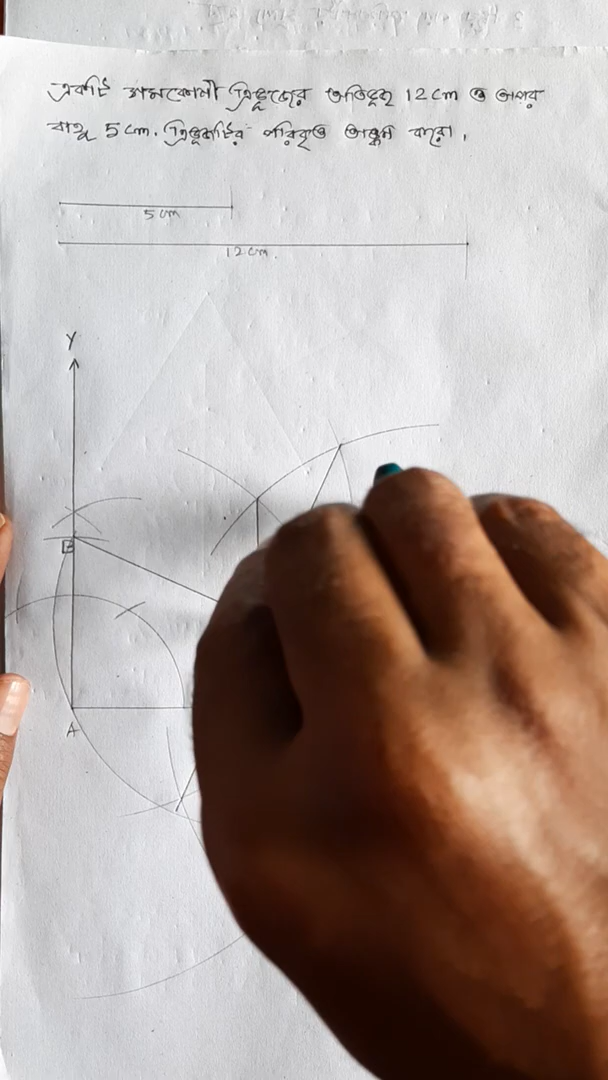 একটি সমকোণী ত্রিভূজের অতিভূজ 12 cm ও অপর
বাহু 5 cm. ত্রিভূজটির পরিবৃত্ত অঙ্কন করো।
5 cm
12 cm.
Y
B
A